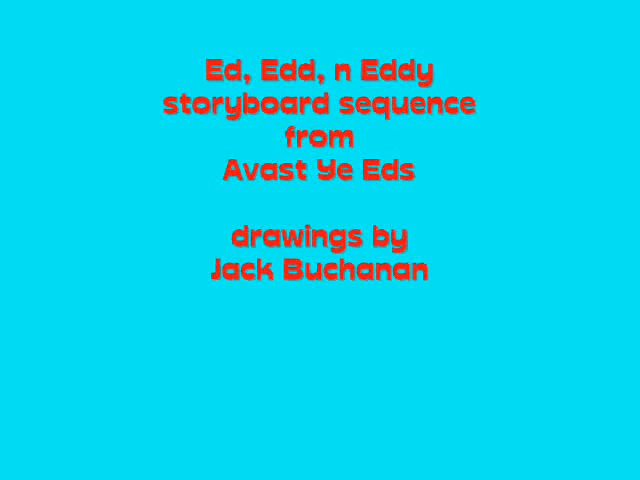 Ed, Edd, n Eddy
storyboard sequence
from
Avast Ye Eds
drawings by
Jack Buchanan